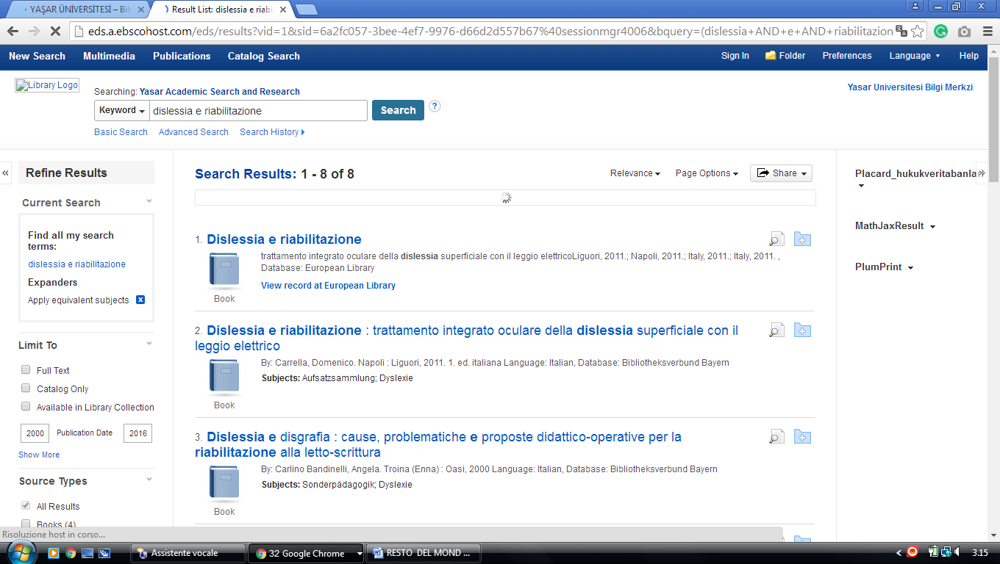 YAŞAR ÜNİVERSİTESİ – Bil
Result List: dislessia e riabi
eds.a.ebscohost.com/eds/results?vid=1&sid=6a2fc057-3bee-4ef7-9976-d66d2d557b67%40sessionmgr4006&bquery=(dislessia+AND+e+AND+riabilitazion
New Search Multimedia Publications Catalog Search Sign In Folder Preferences Language Help
Library Logo
Searching: Yasar Academic Search and Research
Yasar Universitesi Bilgi Merkzi
Keyword dislessia e riabilitazione Search ?
Basic Search Advanced Search Search History
« Refine Results
Search Results: 1 - 8 of 8
Relevance Page Options Share
Placard_hukukveritabanla »
Current Search
Find all my search
terms:
dislessia e riabilitazione
Expanders
Apply equivalent subjects x
MathJaxResult
PlumPrint
1. Dislessia e riabilitazione
trattamento integrato oculare della dislessia superficiale con il leggio elettricoLiguori, 2011.; Napoli, 2011.; Italy, 2011.; Italy, 2011. ,
Database: European Library
View record at European Library
Book
2. Dislessia e riabilitazione : trattamento integrato oculare della dislessia superficiale con il
leggio elettrico
By: Carrella, Domenico. Napoli : Liguori, 2011. 1. ed. italiana Language: Italian, Database: Bibliotheksverbund Bayern
Subjects: Aufsatzsammlung; Dyslexie
Book
3. Dislessia e disgrafia : cause, problematiche e proposte didattico-operative per la
riabilitazione alla letto-scrittura
By: Carlino Bandinelli, Angela. Troina (Enna) : Oasi, 2000 Language: Italian, Database: Bibliotheksverbund Bayern
Subjects: Sonderpädagogik; Dyslexie
Book
Limit To
Full Text
Catalog Only
Available in Library Collection
2000 Publication Date 2016
Show More
Source Types
All Results
Books (4)
Risoluzione host in corso...
Assistente vocale 32 Google Chrome RESTO DEL MOND ... 3.15